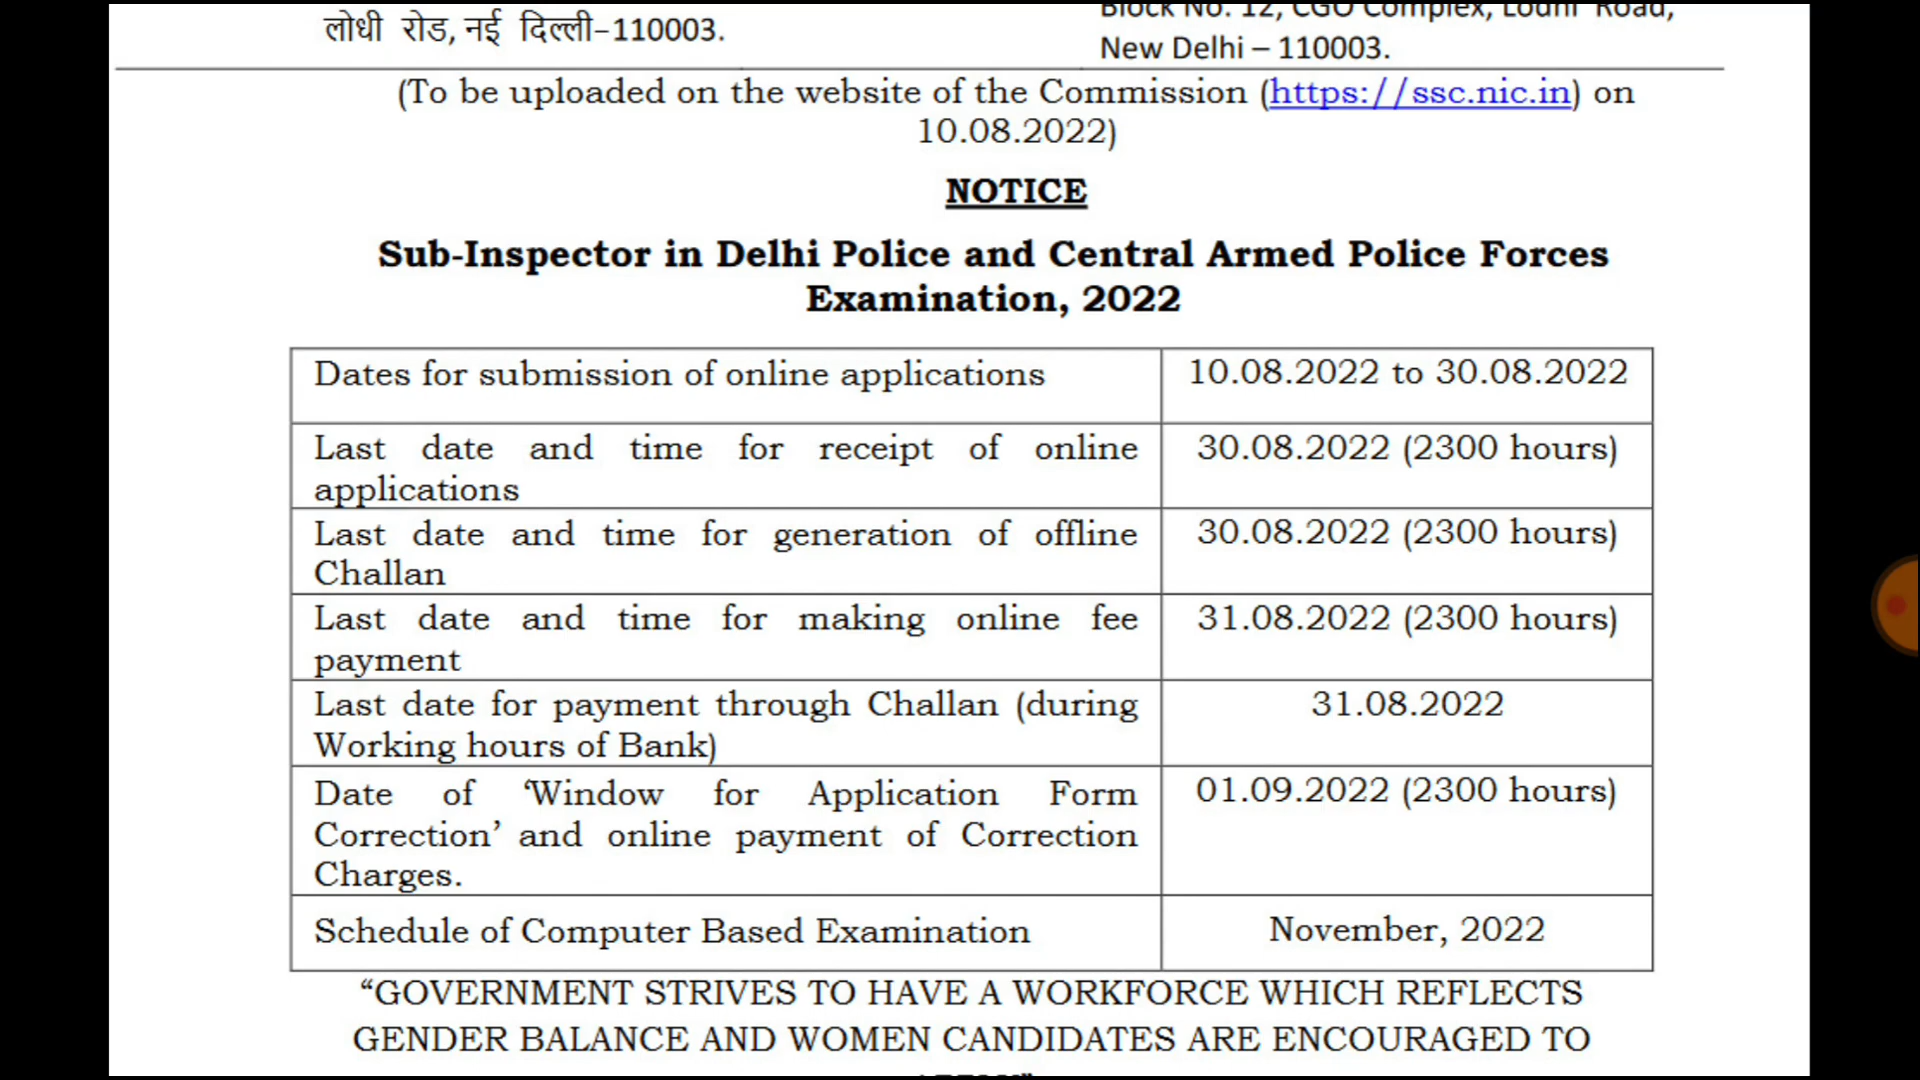 लोधी रोड, नई दिल्ली–110003.
Block No. 12, CGO Complex, Lodhi Road,
New Delhi – 110003.
(To be uploaded on the website of the Commission (https://ssc.nic.in) on
10.08.2022)
NOTICE
Sub-Inspector in Delhi Police and Central Armed Police Forces
Examination, 2022
Dates for submission of online applications 10.08.2022 to 30.08.2022
Last date and time for receipt of online 30.08.2022 (2300 hours)
applications
Last date and time for generation of offline 30.08.2022 (2300 hours)
Challan
Last date and time for making online fee 31.08.2022 (2300 hours)
payment
Last date for payment through Challan (during 31.08.2022
Working hours of Bank)
Date of ‘Window for Application Form 01.09.2022 (2300 hours)
Correction’ and online payment of Correction
Charges.
Schedule of Computer Based Examination November, 2022
“GOVERNMENT STRIVES TO HAVE A WORKFORCE WHICH REFLECTS
GENDER BALANCE AND WOMEN CANDIDATES ARE ENCOURAGED TO